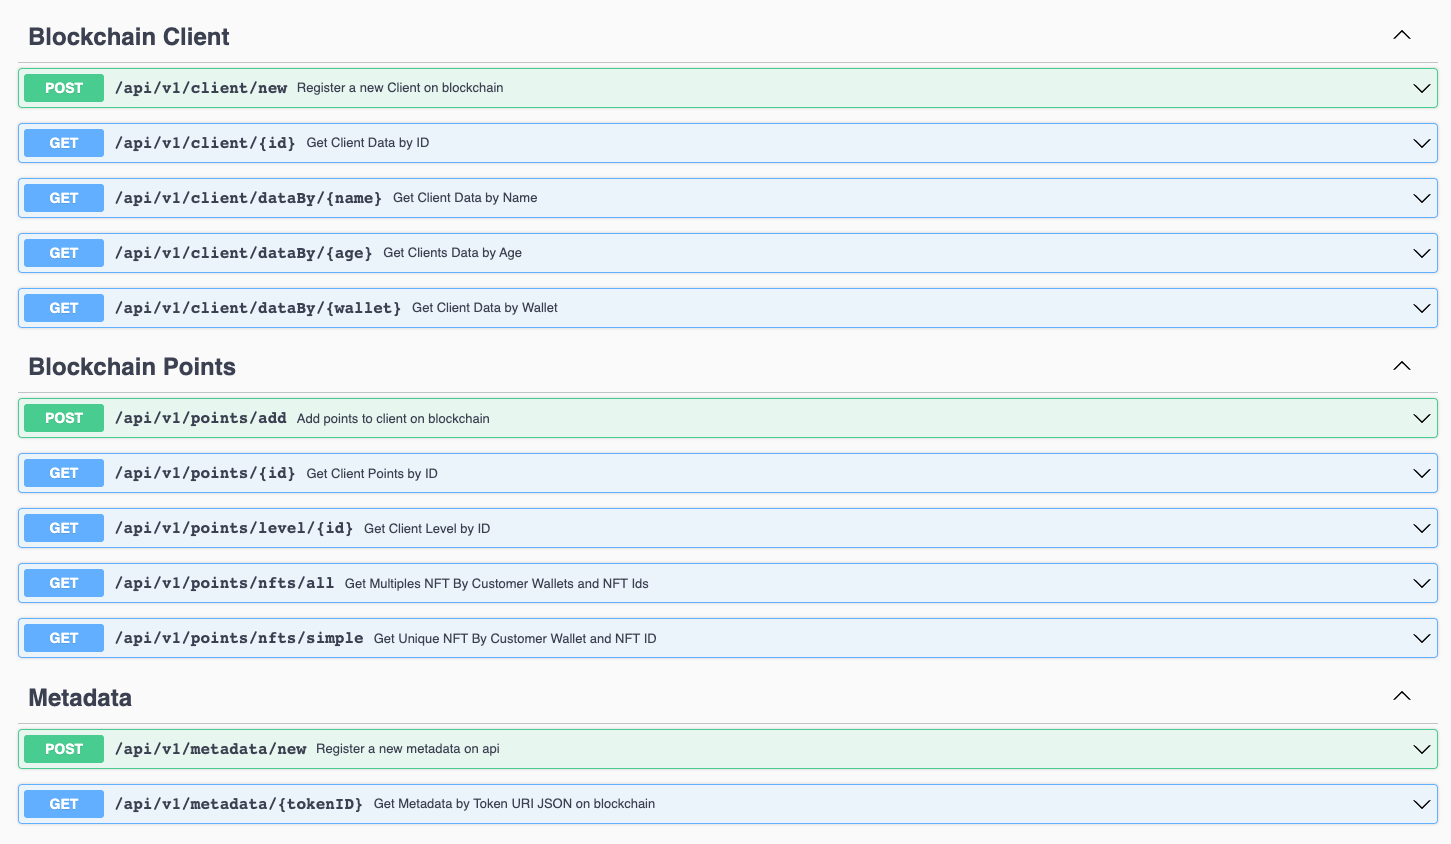 Blockchain Client
POST /api/v1/client/new Register a new Client on blockchain
GET /api/v1/client/{id} Get Client Data by ID
GET /api/v1/client/dataBy/{name} Get Client Data by Name
GET /api/v1/client/dataBy/{age} Get Clients Data by Age
GET /api/v1/client/dataBy/{wallet} Get Client Data by Wallet
Blockchain Points
POST /api/v1/points/add Add points to client on blockchain
GET /api/v1/points/{id} Get Client Points by ID
GET /api/v1/points/level/{id} Get Client Level by ID
GET /api/v1/points/nfts/all Get Multiples NFT By Customer Wallets and NFT Ids
GET /api/v1/points/nfts/simple Get Unique NFT By Customer Wallet and NFT ID
Metadata
POST /api/v1/metadata/new Register a new metadata on api
GET /api/v1/metadata/{tokenID} Get Metadata by Token URI JSON on blockchain